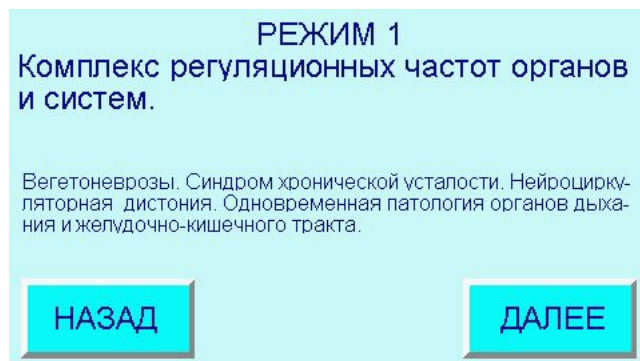 РЕЖИМ 1
Комплекс регуляционных частот органов
и систем.
Вегетоневрозы. Синдром хронической усталости. Нейроцирку-
ляторная дистония. Одновременная патология органов дыха-
ния и желудочно-кишечного тракта.
НАЗАД
ДАЛЕЕ